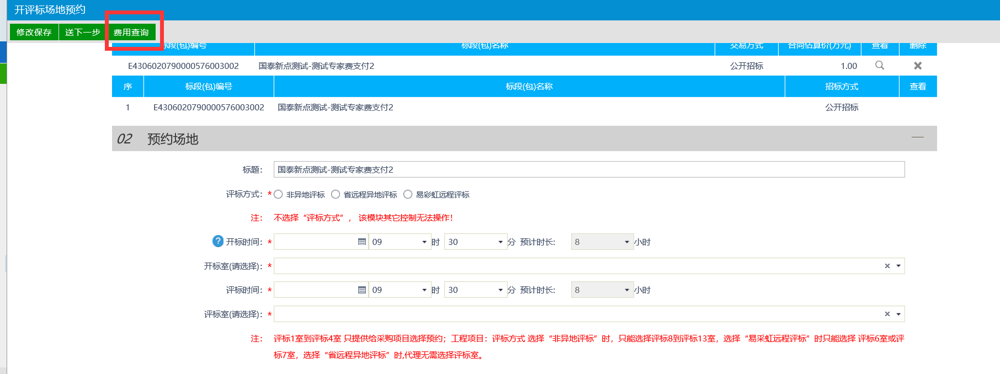 开评标场地预约
修改保存 送下一步 费用查询
标段(包)编号 标段(包)名称 交易方式 合同估算价(万元) 查看 删除
E4306020790000576003002 国泰新点测试-测试专家费支付2 公开招标 1.00
序 标段(包)编号 标段(包)名称 招标方式 查看
1 E4306020790000576003002 国泰新点测试-测试专家费支付2 公开招标
02 预约场地
标题： 国泰新点测试-测试专家费支付2
评标方式：* 非异地评标 省远程异地评标 易彩虹远程评标
注： 不选择“评标方式”， 该模块其它控制无法操作！
? 开标时间：* 09 时 30 分 预计时长: 8 小时
开标室(请选择)：*
评标时间：* 09 时 30 分 预计时长: 8 小时
评标室(请选择)：*
注： 评标1室到评标4室 只提供给采购项目选择预约；工程项目：评标方式 选择“非异地评标”时，只能选择评标8到评标13室，选择“易采虹远程评标”时只能选择 评标6室或评
标7室，选择“省远程异地评标”时,代理无需选择评标室。